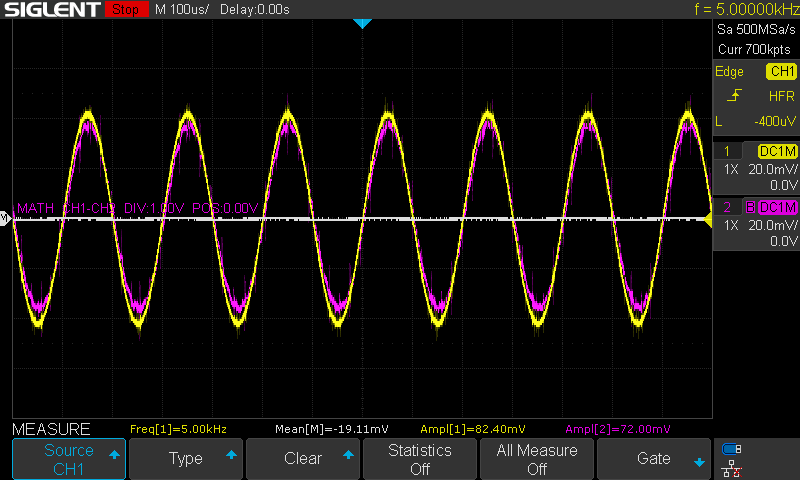 SIGLENT Stop M 100us/ Delay:0.00s f = 5.00000kHz
Sa 500MSa/s
Curr 700kpts
Edge CH1
HFR
L -400uV
1 DC1M
1X 20.0mV/
0.0V
2 B DC1M
1X 20.0mV/
0.0V
MATH CH1-CH2 DIV:1.00V POS:0.00V
M
MEASURE Freq[1]=5.00kHz Mean[M]=-19.11mV Ampl[1]=82.40mV Ampl[2]=72.00mV
Source
CH1
Type
Clear
Statistics
Off
All Measure
Off
Gate